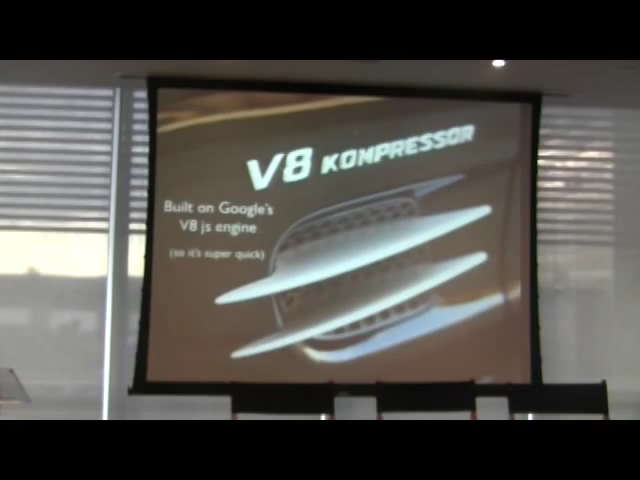 V8 KOMPRESSOR
Built on Google's
V8 js engine
(so it's super quick)